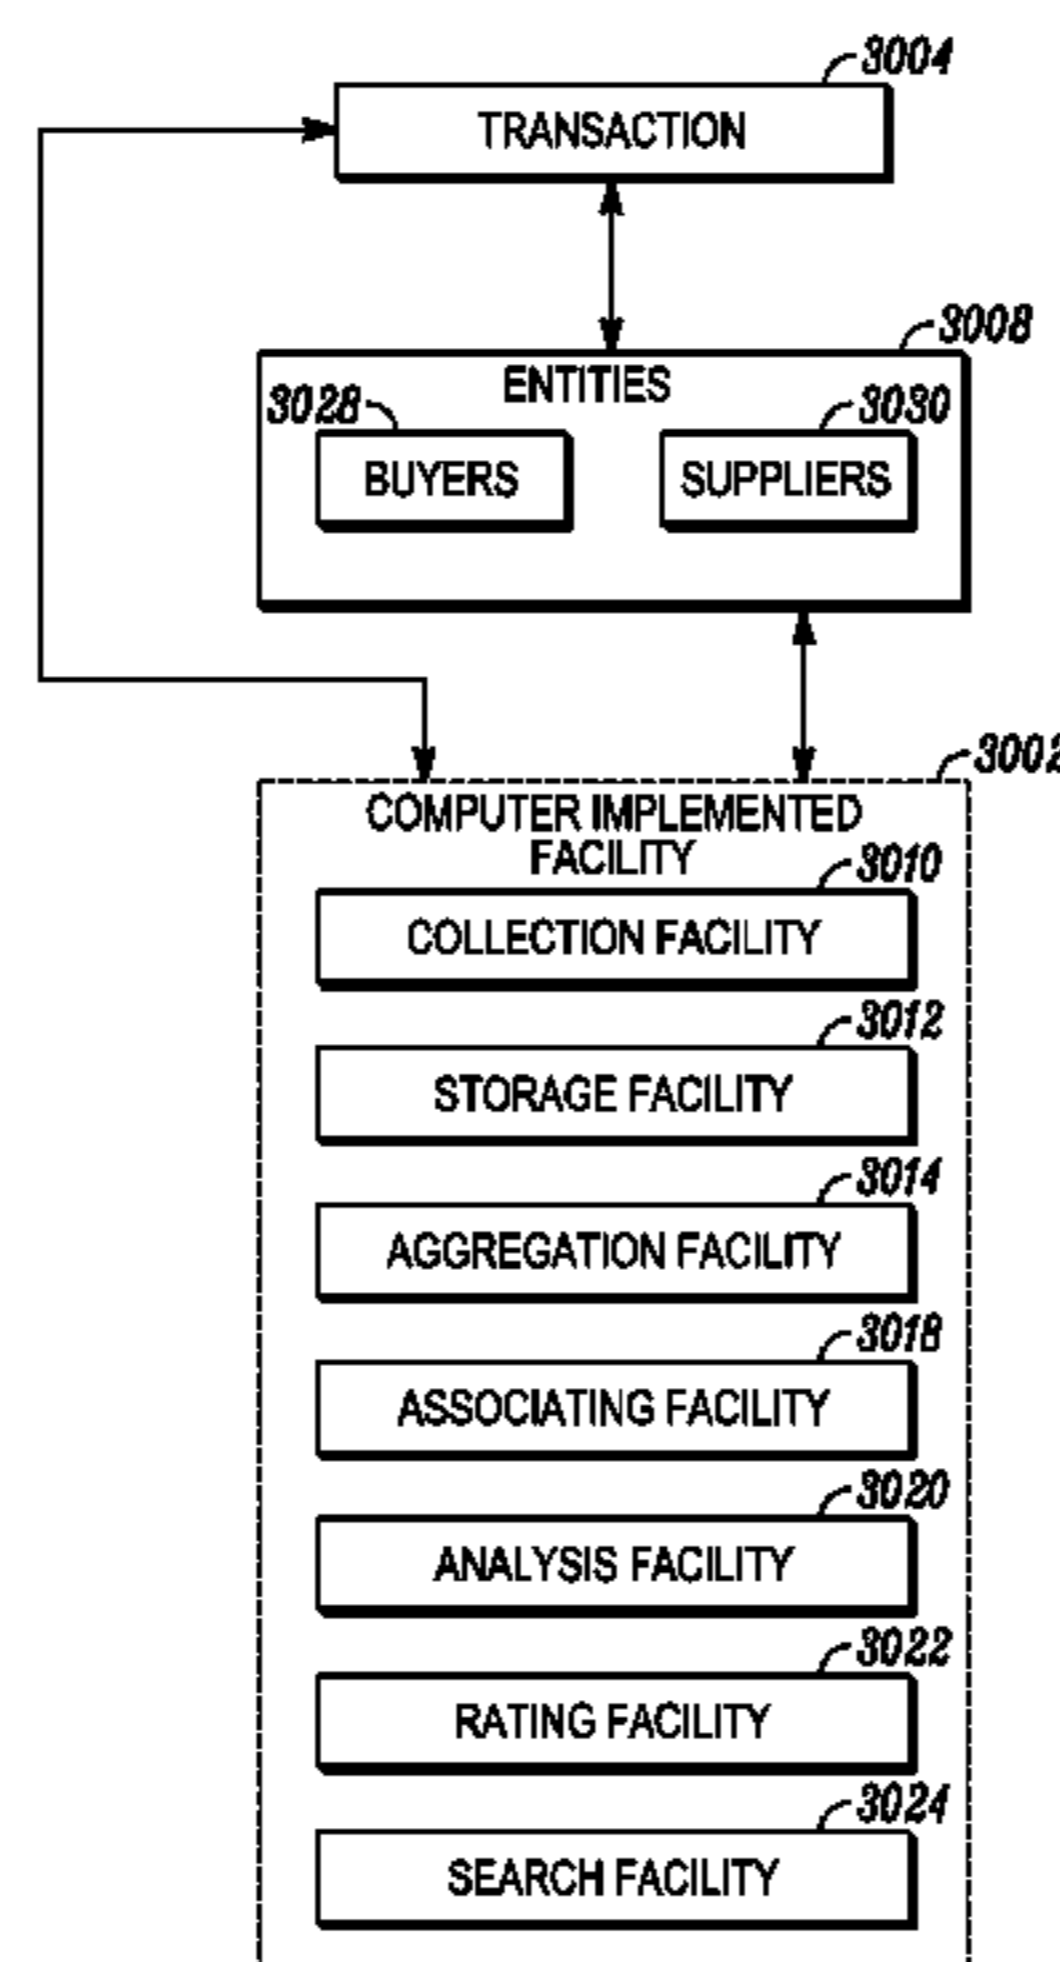 3004
TRANSACTION
3008
ENTITIES
3028
3030
BUYERS
SUPPLIERS
3002
COMPUTER IMPLEMENTED
FACILITY
3010
COLLECTION FACILITY
3012
STORAGE FACILITY
3014
AGGREGATION FACILITY
3018
ASSOCIATING FACILITY
3020
ANALYSIS FACILITY
3022
RATING FACILITY
3024
SEARCH FACILITY